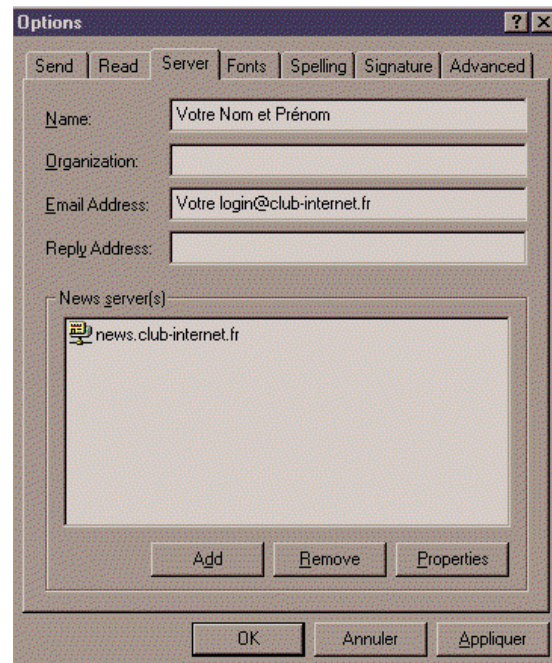 Options
Send Read Server Fonts Spelling Signature Advanced
Name: Votre Nom et Prénom
Organization:
Email Address: Votre login@club-internet.fr
Reply Address:
News server(s)
news.club-internet.fr
Add Remove Properties
OK Annuler Appliquer